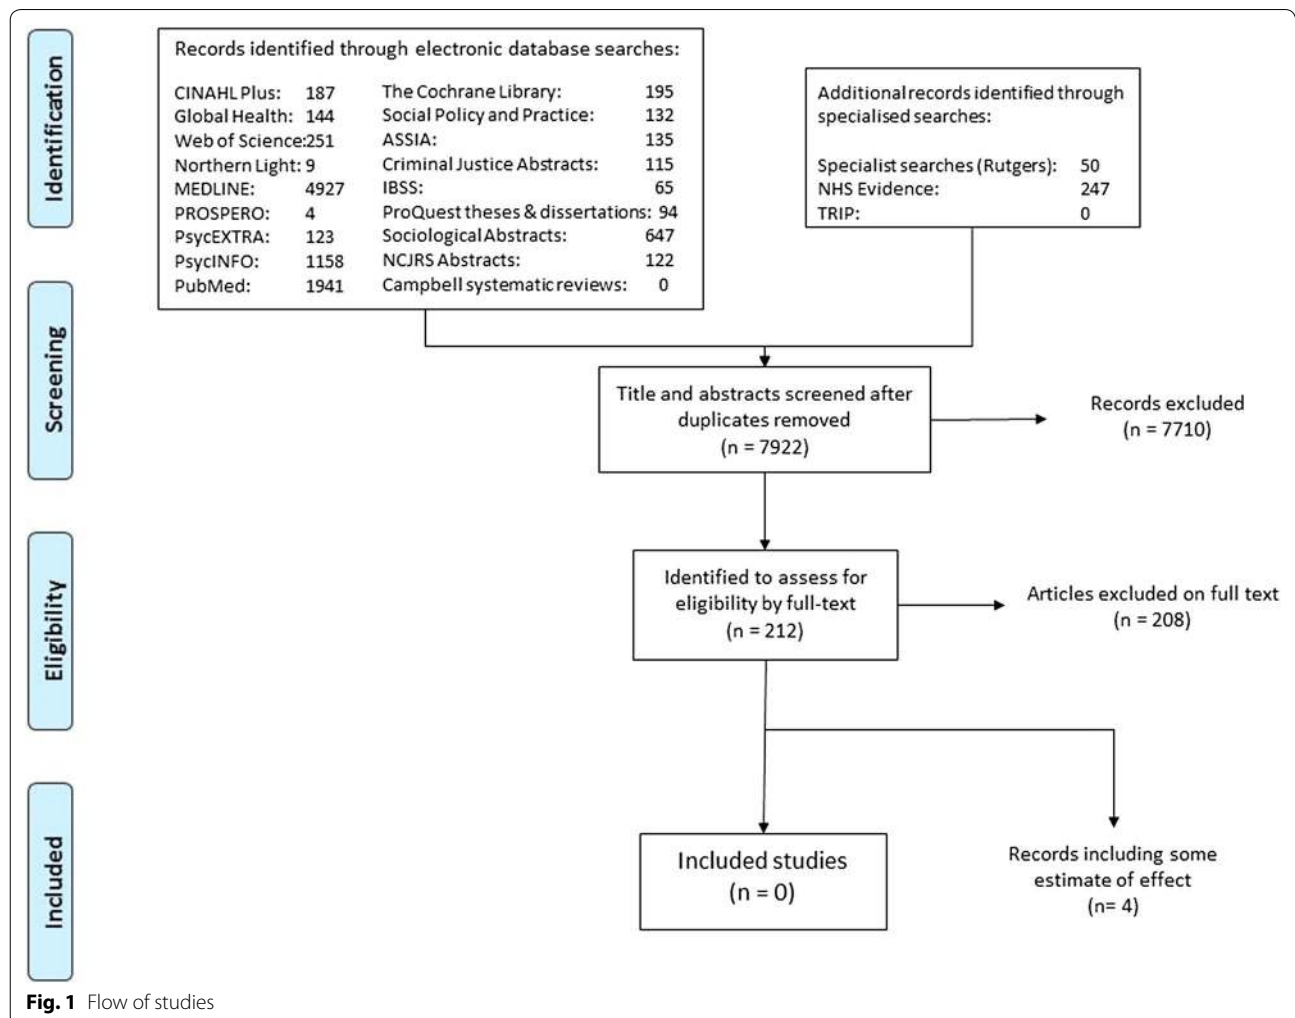 Identification
Records identified through electronic database searches:
CINAHL Plus: 187
Global Health: 144
Web of Science:251
Northern Light: 9
MEDLINE: 4927
PROSPERO: 4
PsycEXTRA: 123
PsycINFO: 1158
PubMed: 1941
The Cochrane Library: 195
Social Policy and Practice: 132
ASSIA: 135
Criminal Justice Abstracts: 115
IBSS: 65
ProQuest theses & dissertations: 94
Sociological Abstracts: 647
NCJRS Abstracts: 122
Campbell systematic reviews: 0
Additional records identified through
specialised searches:
Specialist searches (Rutgers): 50
NHS Evidence: 247
TRIP: 0
Screening
Title and abstracts screened after
duplicates removed
(n = 7922)
Records excluded
(n = 7710)
Eligibility
Identified to assess for
eligibility by full-text
(n = 212)
Articles excluded on full text
(n = 208)
Included
Included studies
(n = 0)
Records including some
estimate of effect
(n= 4)
Fig. 1 Flow of studies